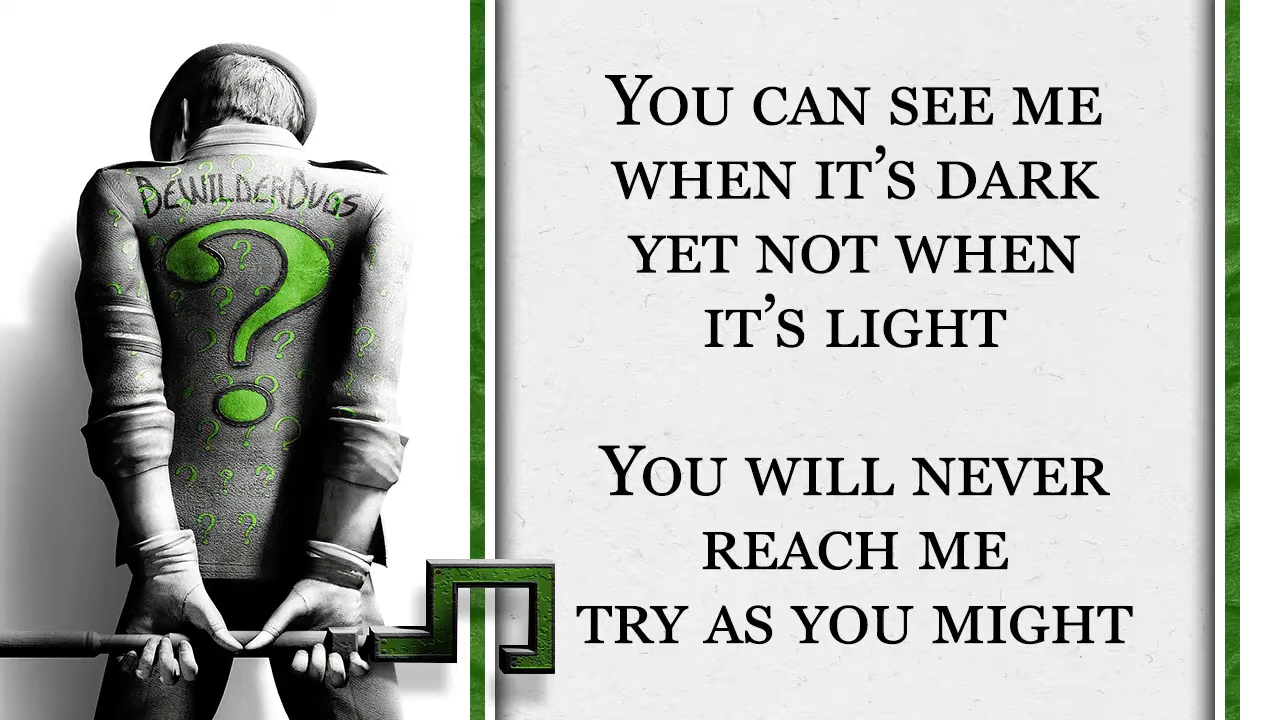 BewilderBugs
You can see me
when it’s dark
yet not when
it’s light
You will never
reach me
try as you might